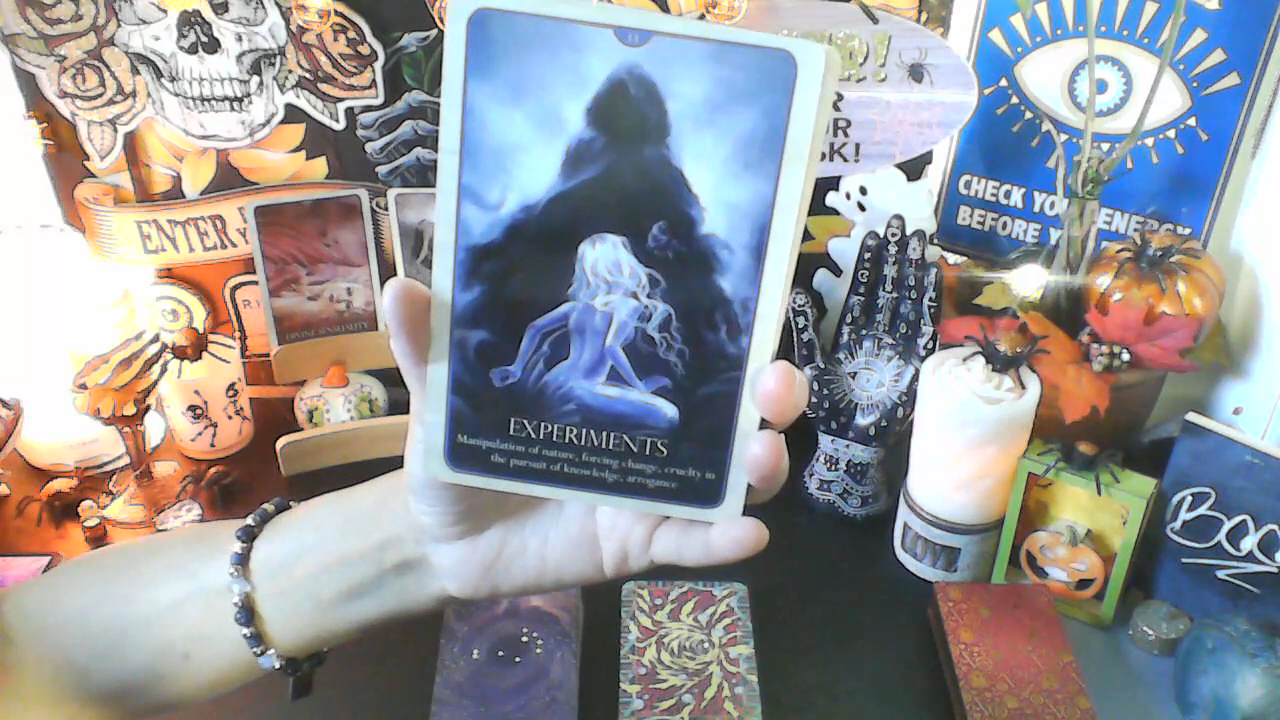 11
EXPERIMENTS
Manipulation of nature, forcing change, cruelty in
the pursuit of knowledge, arrogance
ENTER
DIVINE SENSUALITY
CHECK YOUR ENERGY
BEFORE Y
BOO